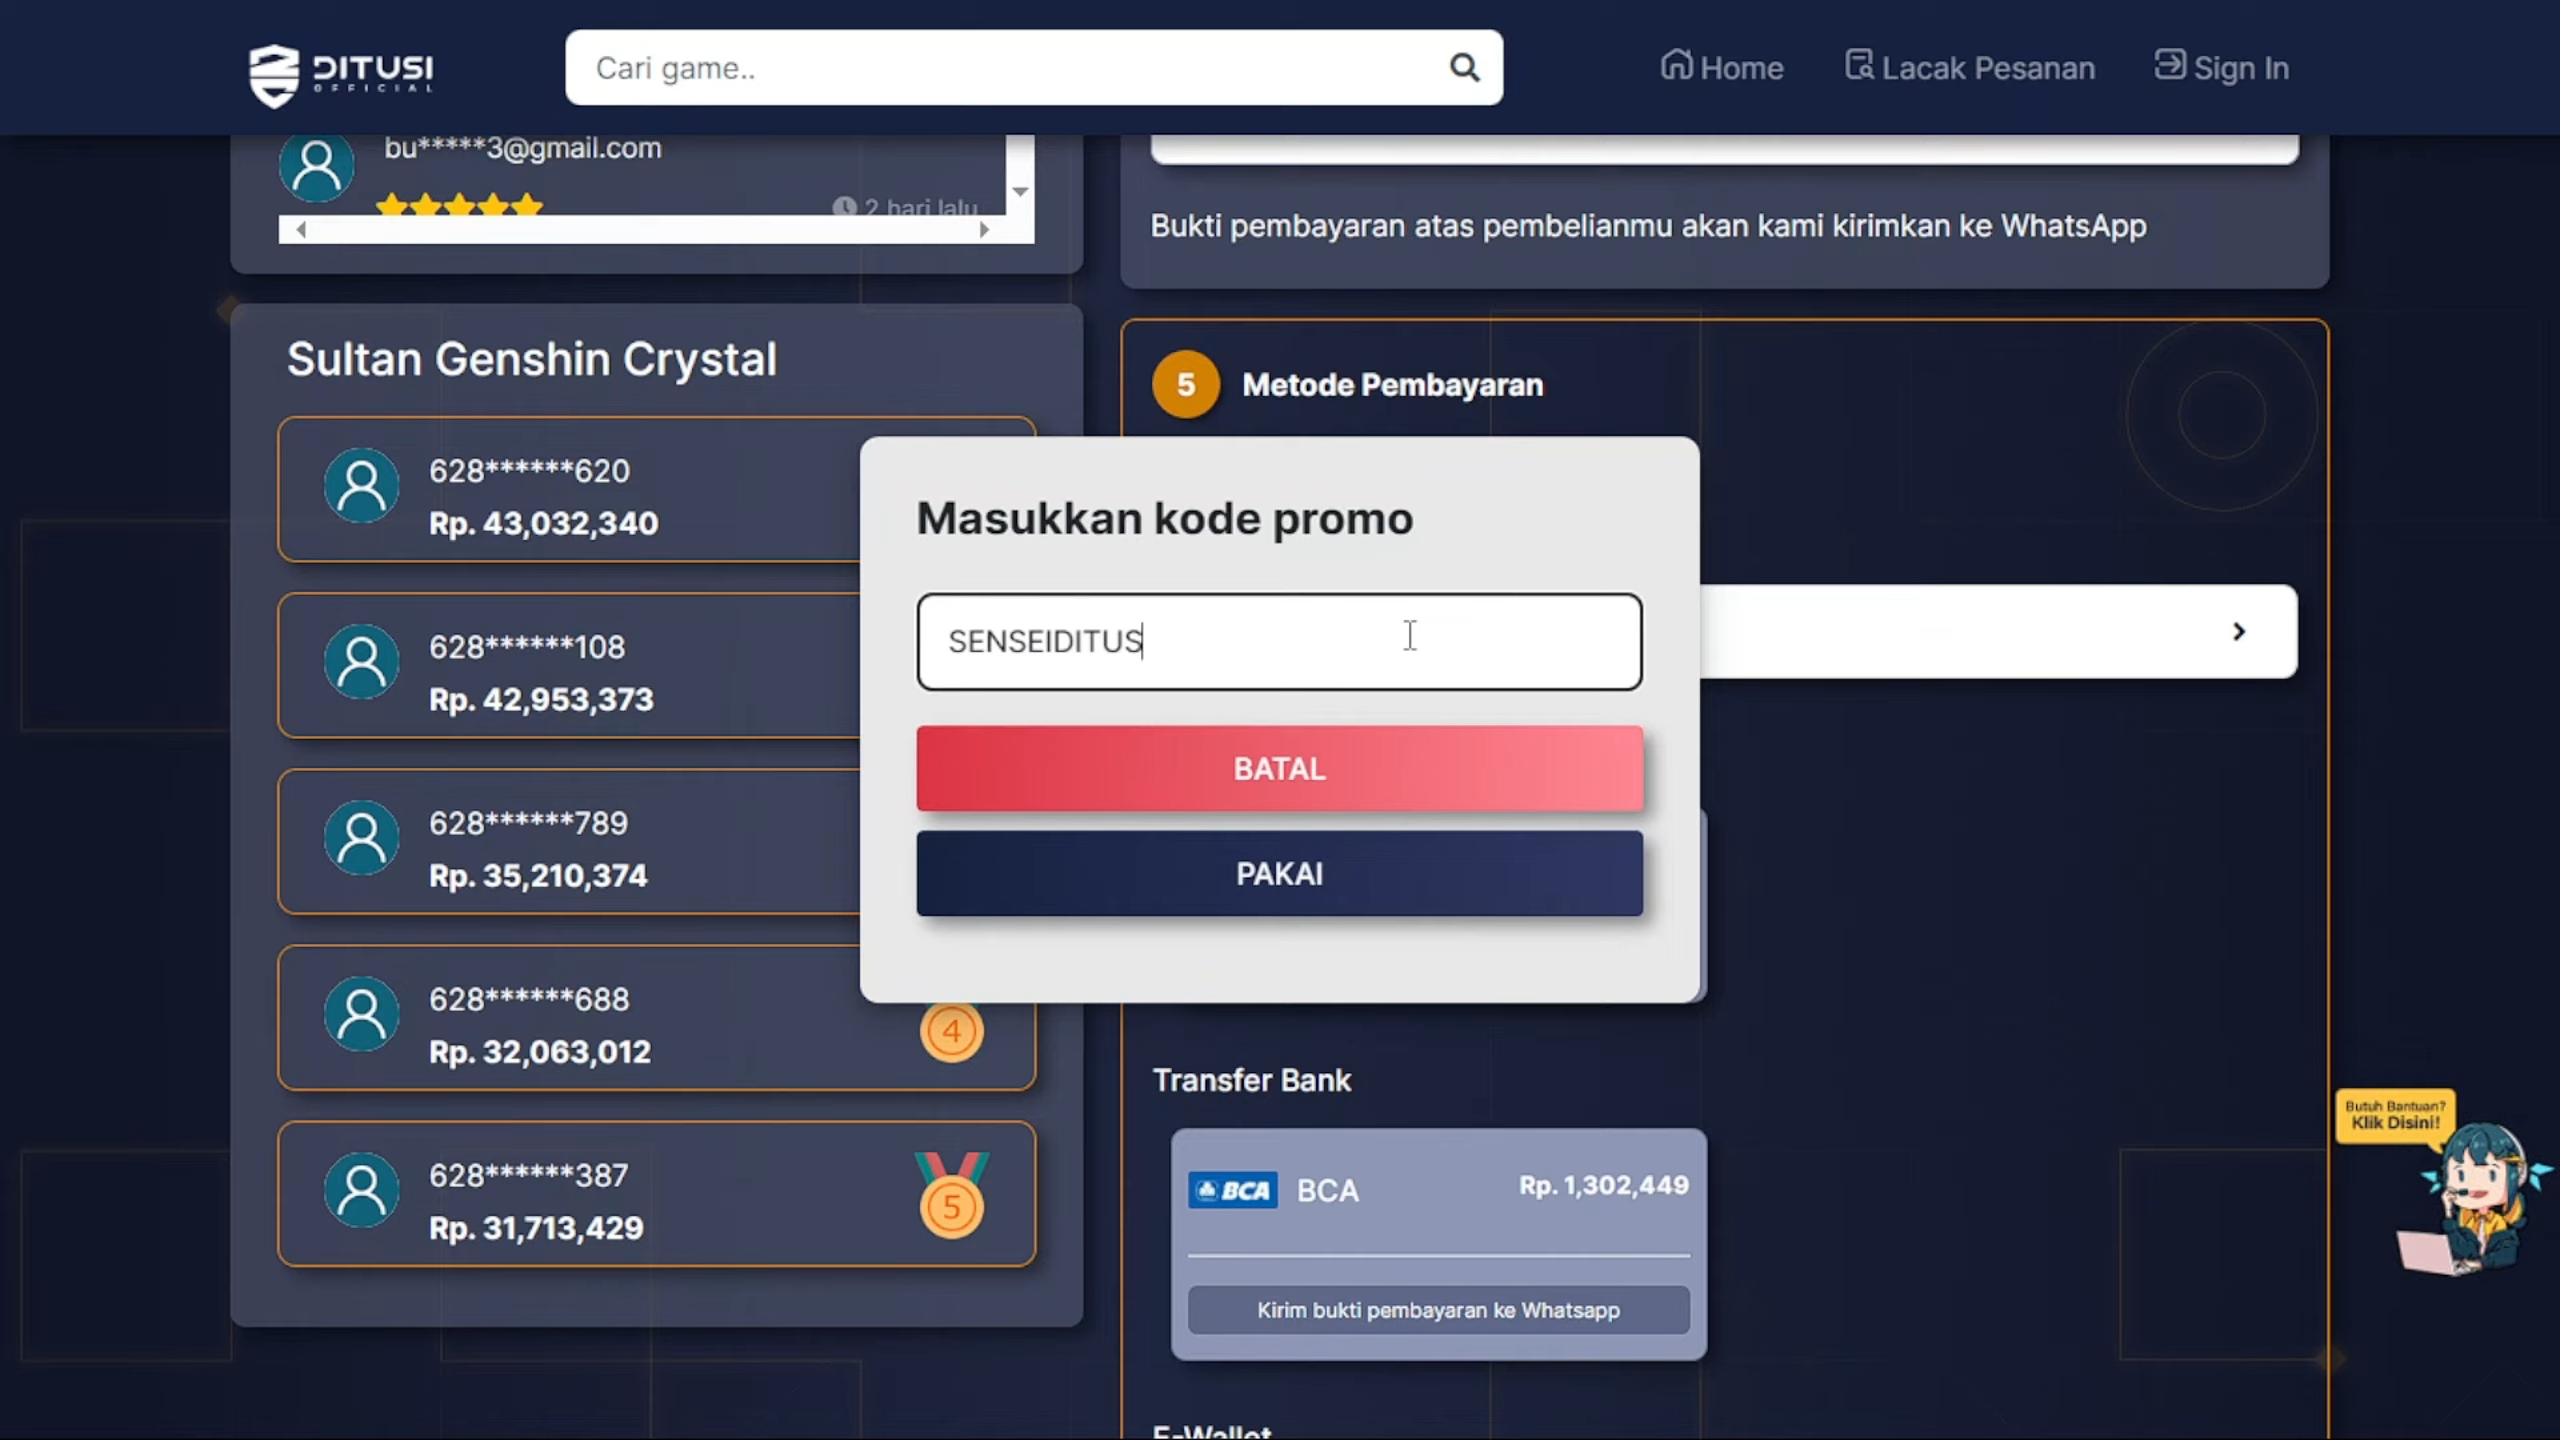 DITUSI
OFFICIAL
Cari game..
Home
Lacak Pesanan
Sign In
bu*****3@gmail.com
2 hari lalu
Bukti pembayaran atas pembelianmu akan kami kirimkan ke WhatsApp
Sultan Genshin Crystal
628******620
Rp. 43,032,340
628******108
Rp. 42,953,373
628******789
Rp. 35,210,374
628******688
Rp. 32,063,012
4
628******387
Rp. 31,713,429
5
5 Metode Pembayaran
Masukkan kode promo
SENSEIDITUS
BATAL
PAKAI
Transfer Bank
BCA BCA Rp. 1,302,449
Kirim bukti pembayaran ke Whatsapp
E-Wallet
Butuh Bantuan?
Klik Disini!